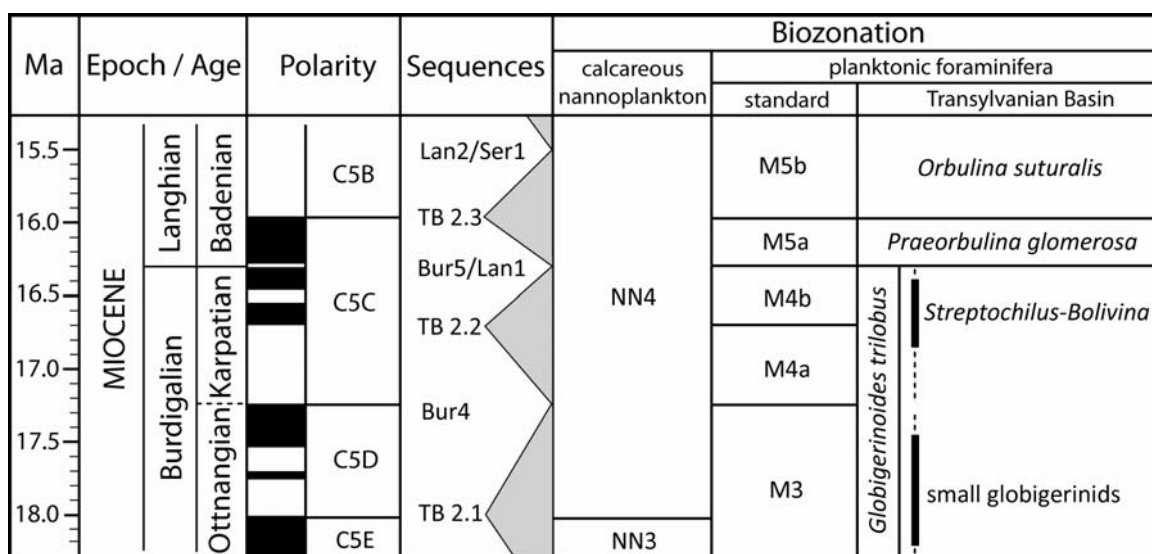 Ma
Epoch / Age
Polarity
Sequences
Biozonation
calcareous
nannoplankton
planktonic foraminifera
standard
Transylvanian Basin
15.5
16.0
16.5
17.0
17.5
18.0
MIOCENE
Langhian
Burdigalian
Badenian
Karpatian
Ottnangian
C5B
C5C
C5D
C5E
Lan2/Ser1
TB 2.3
Bur5/Lan1
TB 2.2
Bur4
TB 2.1
NN4
NN3
M5b
M5a
M4b
M4a
M3
Orbulina suturalis
Praeorbulina glomerosa
Globigerinoides trilobus
Streptochilus-Bolivina
small globigerinids